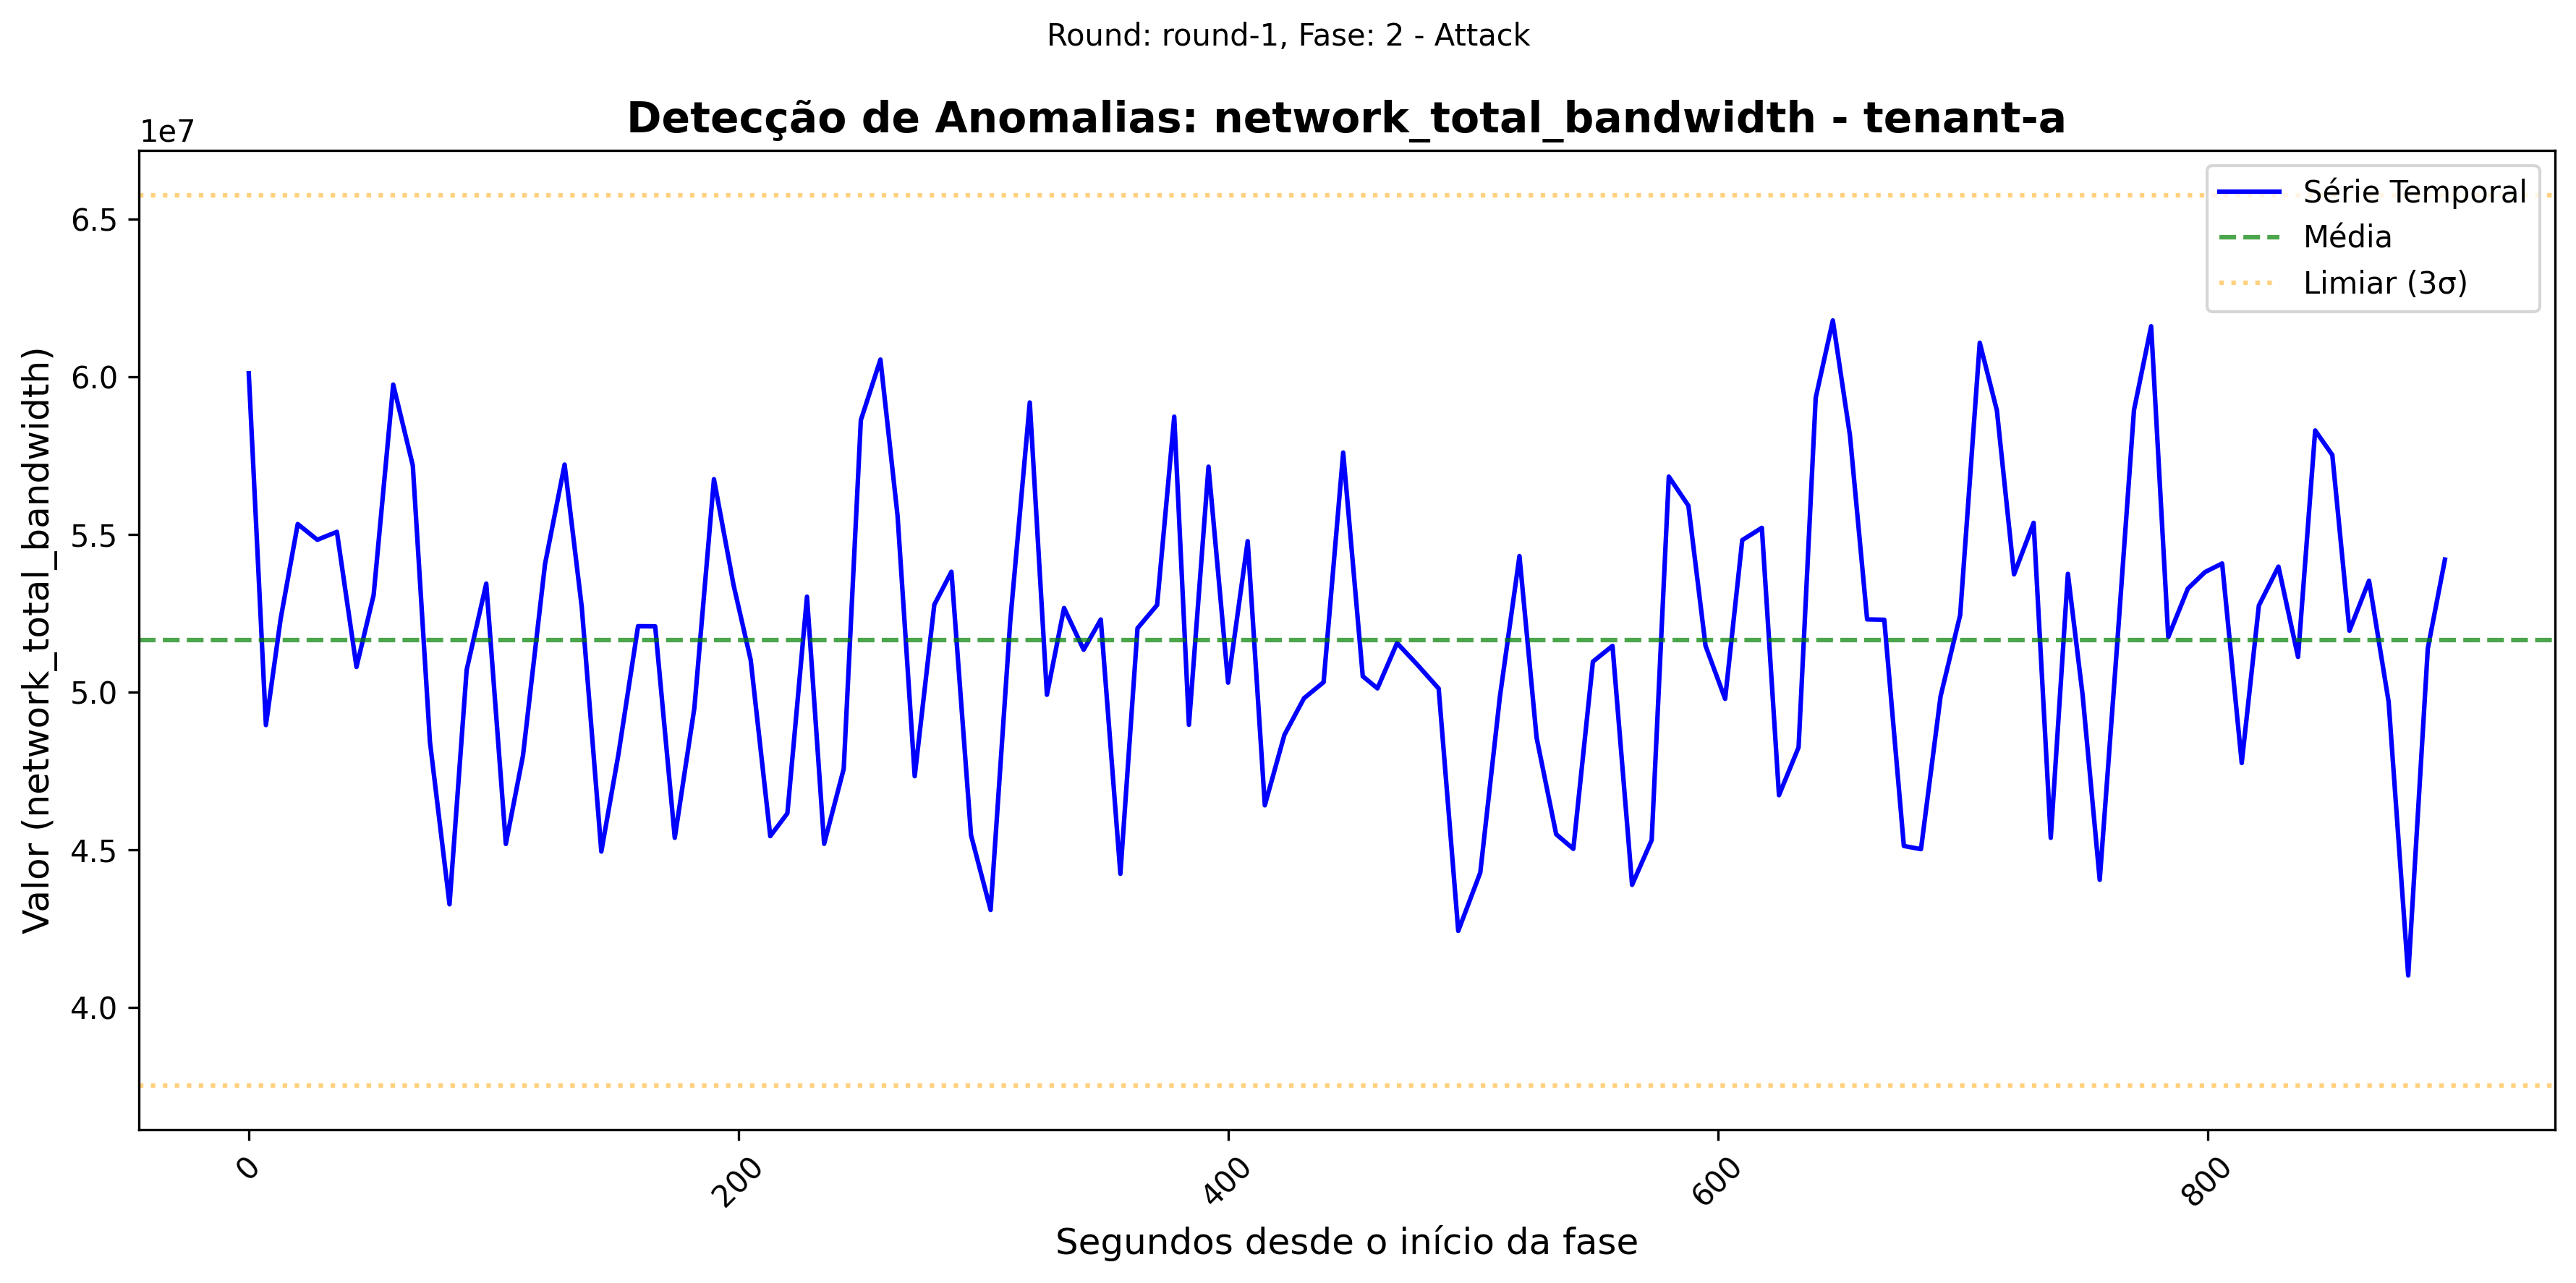 Round: round-1, Fase: 2 - Attack
Detecção de Anomalias: network_total_bandwidth - tenant-a
1e7
Valor (network_total_bandwidth)
6.5
6.0
5.5
5.0
4.5
4.0
Série Temporal
Média
Limiar (3σ)
0
200
400
600
800
Segundos desde o início da fase